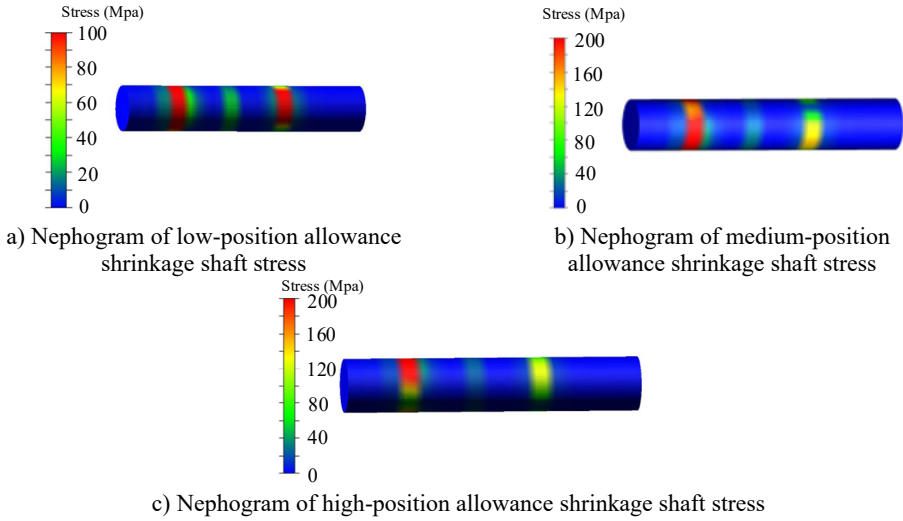 Stress (Mpa)
100
80
60
40
20
0
a) Nephogram of low-position allowance
shrinkage shaft stress
Stress (Mpa)
200
160
120
80
40
0
b) Nephogram of medium-position
allowance shrinkage shaft stress
Stress (Mpa)
200
160
120
80
40
0
c) Nephogram of high-position allowance shrinkage shaft stress